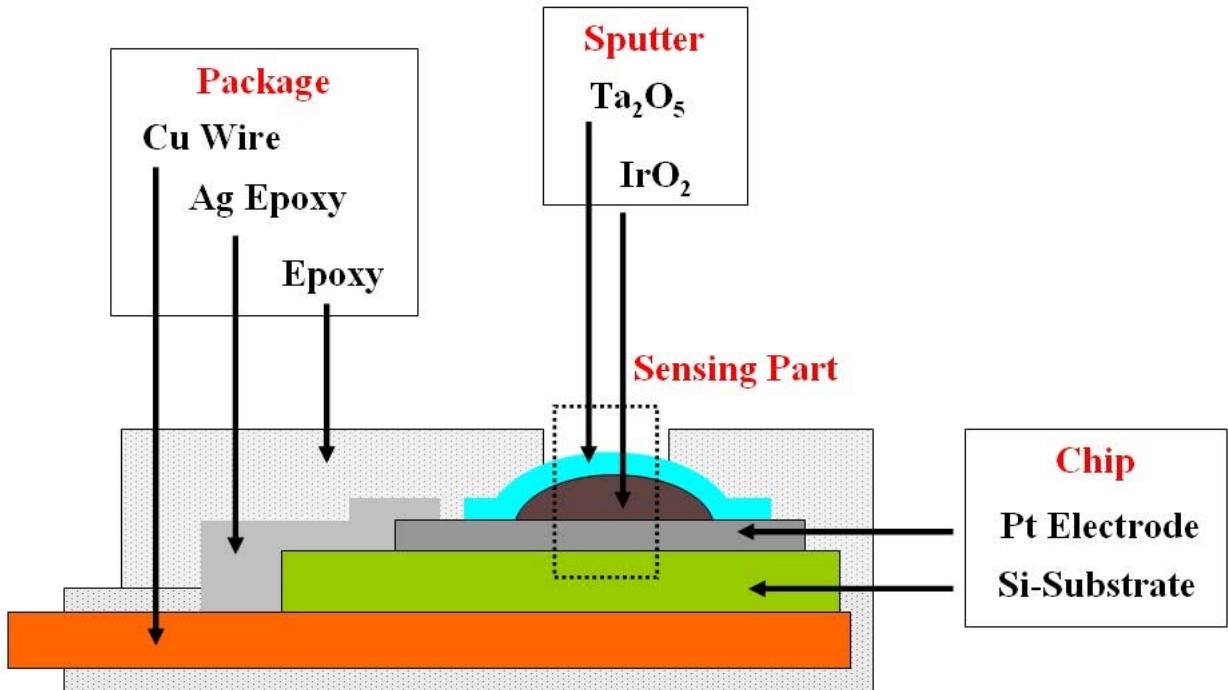 Package
Cu Wire
Ag Epoxy
Epoxy
Sputter
Ta₂O₅
IrO₂
Sensing Part
Chip
Pt Electrode
Si-Substrate